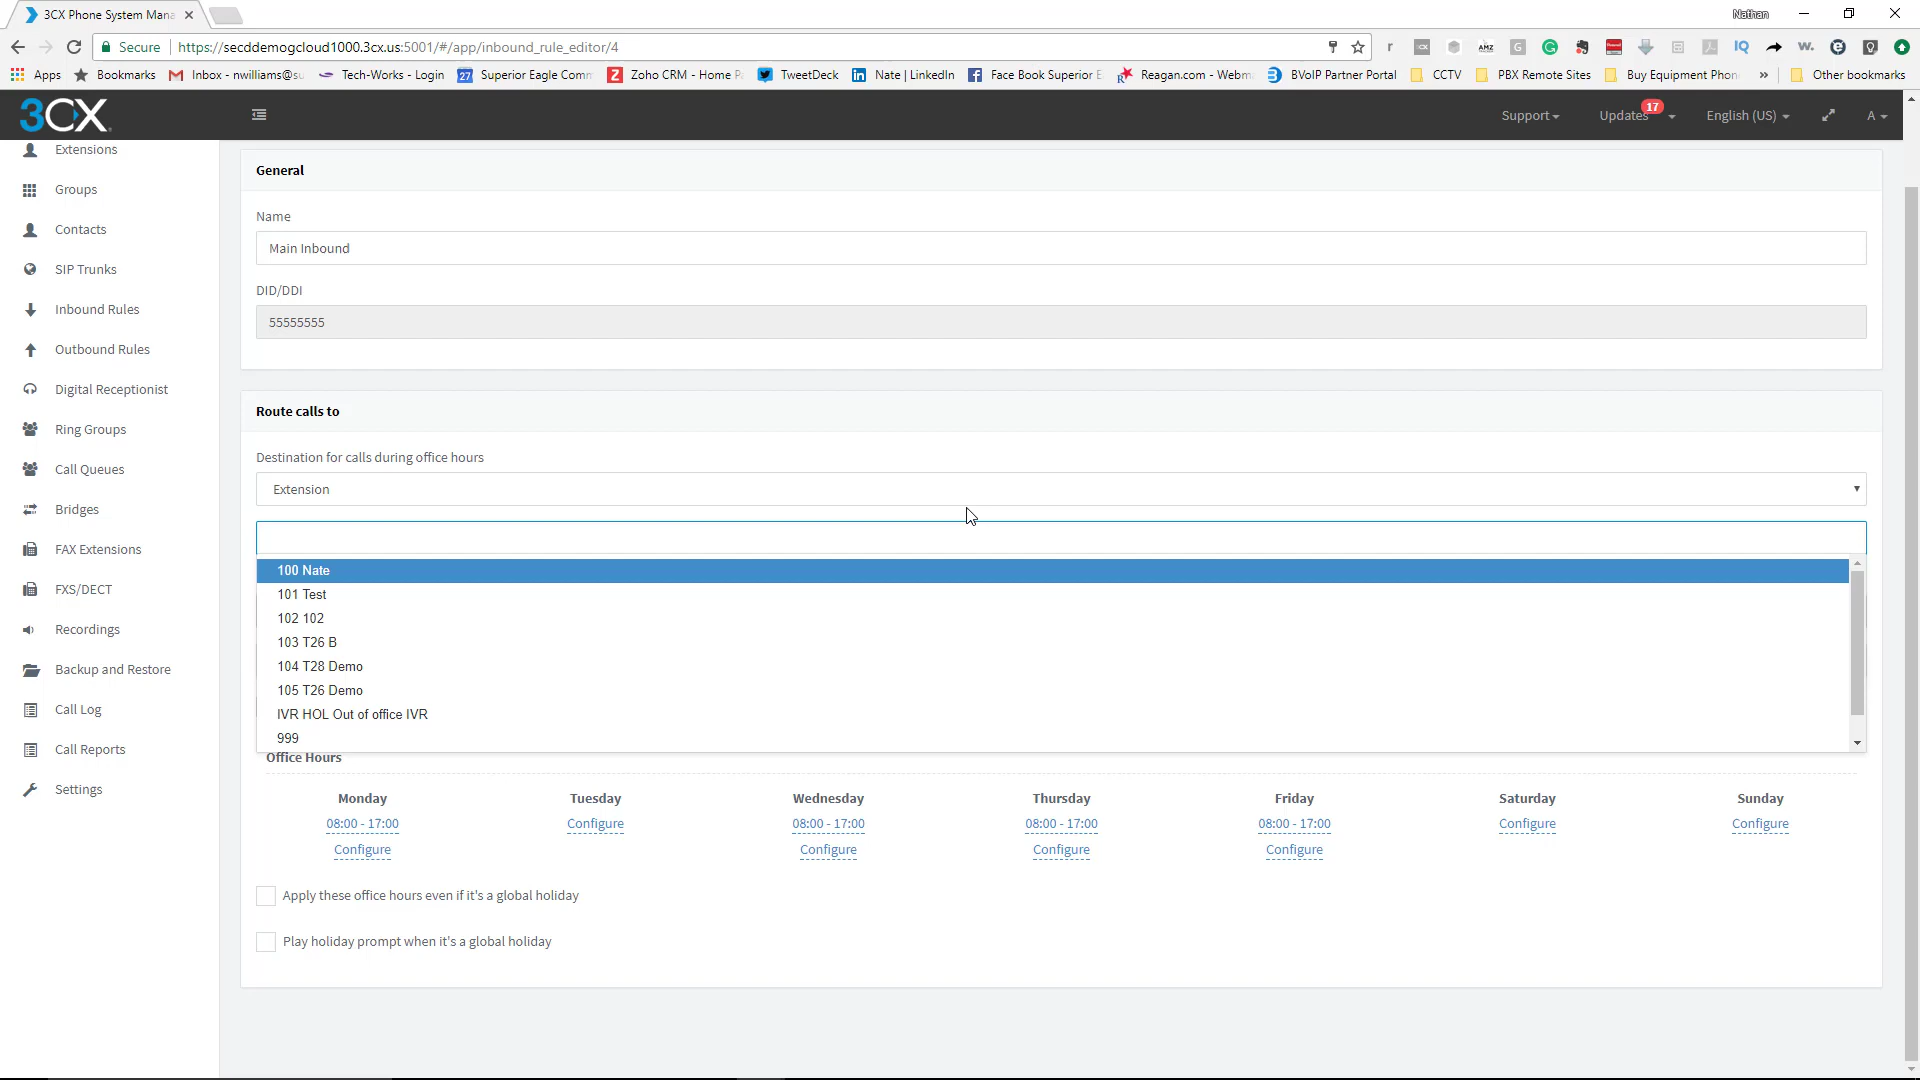 3CX Phone System Mana
Nathan
Secure
https://secddemogcloud1000.3cx.us:5001/#/app/inbound_rule_editor/4
Apps
Bookmarks
Inbox - nwilliams@su
Tech-Works - Login
27 Superior Eagle Comm
Zoho CRM - Home Pa
TweetDeck
Nate | LinkedIn
Face Book Superior E
Reagan.com - Webm
BVoIP Partner Portal
CCTV
PBX Remote Sites
Buy Equipment Phon
»
Other bookmarks
3CX
Support
Updates 17
English (US)
A
Extensions
Groups
Contacts
SIP Trunks
Inbound Rules
Outbound Rules
Digital Receptionist
Ring Groups
Call Queues
Bridges
FAX Extensions
FXS/DECT
Recordings
Backup and Restore
Call Log
Call Reports
Settings
General
Name
Main Inbound
DID/DDI
55555555
Route calls to
Destination for calls during office hours
Extension
100 Nate
101 Test
102 102
103 T26 B
104 T28 Demo
105 T26 Demo
IVR HOL Out of office IVR
999
Office Hours
Monday Tuesday Wednesday Thursday Friday Saturday Sunday
08:00 - 17:00 Configure 08:00 - 17:00 08:00 - 17:00 08:00 - 17:00 Configure Configure
Configure Configure Configure Configure
Apply these office hours even if it's a global holiday
Play holiday prompt when it's a global holiday